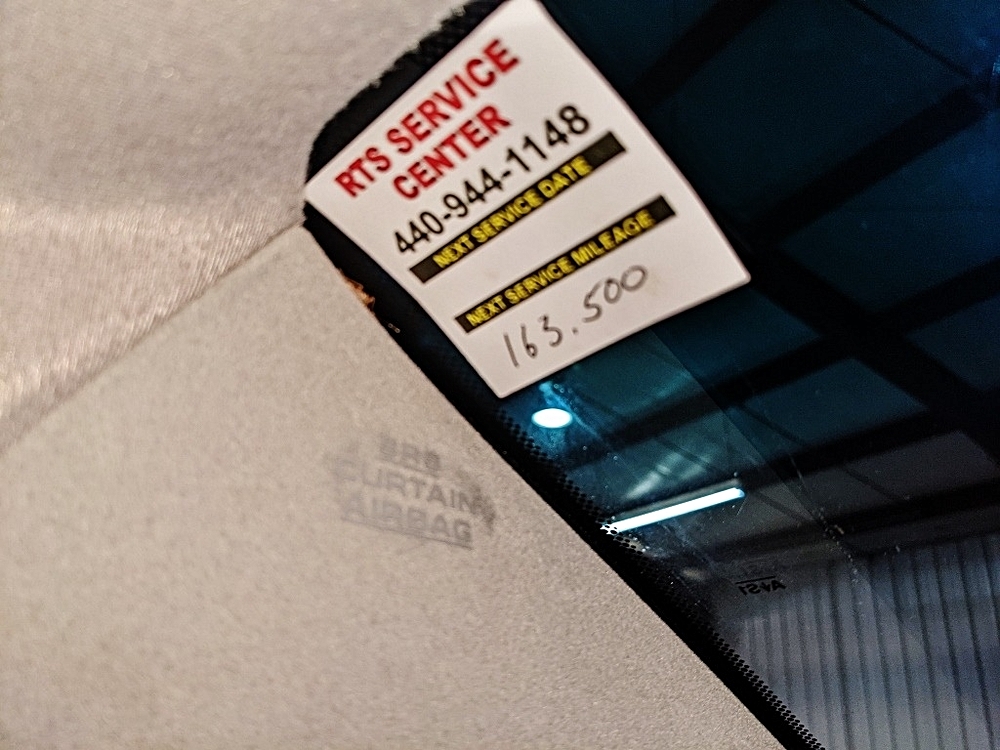 RTS SERVICE
CENTER
440-944-1148
NEXT SERVICE DATE
NEXT SERVICE MILEAGE
163.500
SRS
CURTAIN
AIRBAG